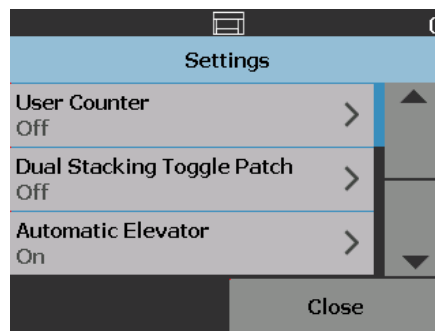 Settings
User Counter
Off
Dual Stacking Toggle Patch
Off
Automatic Elevator
On
Close